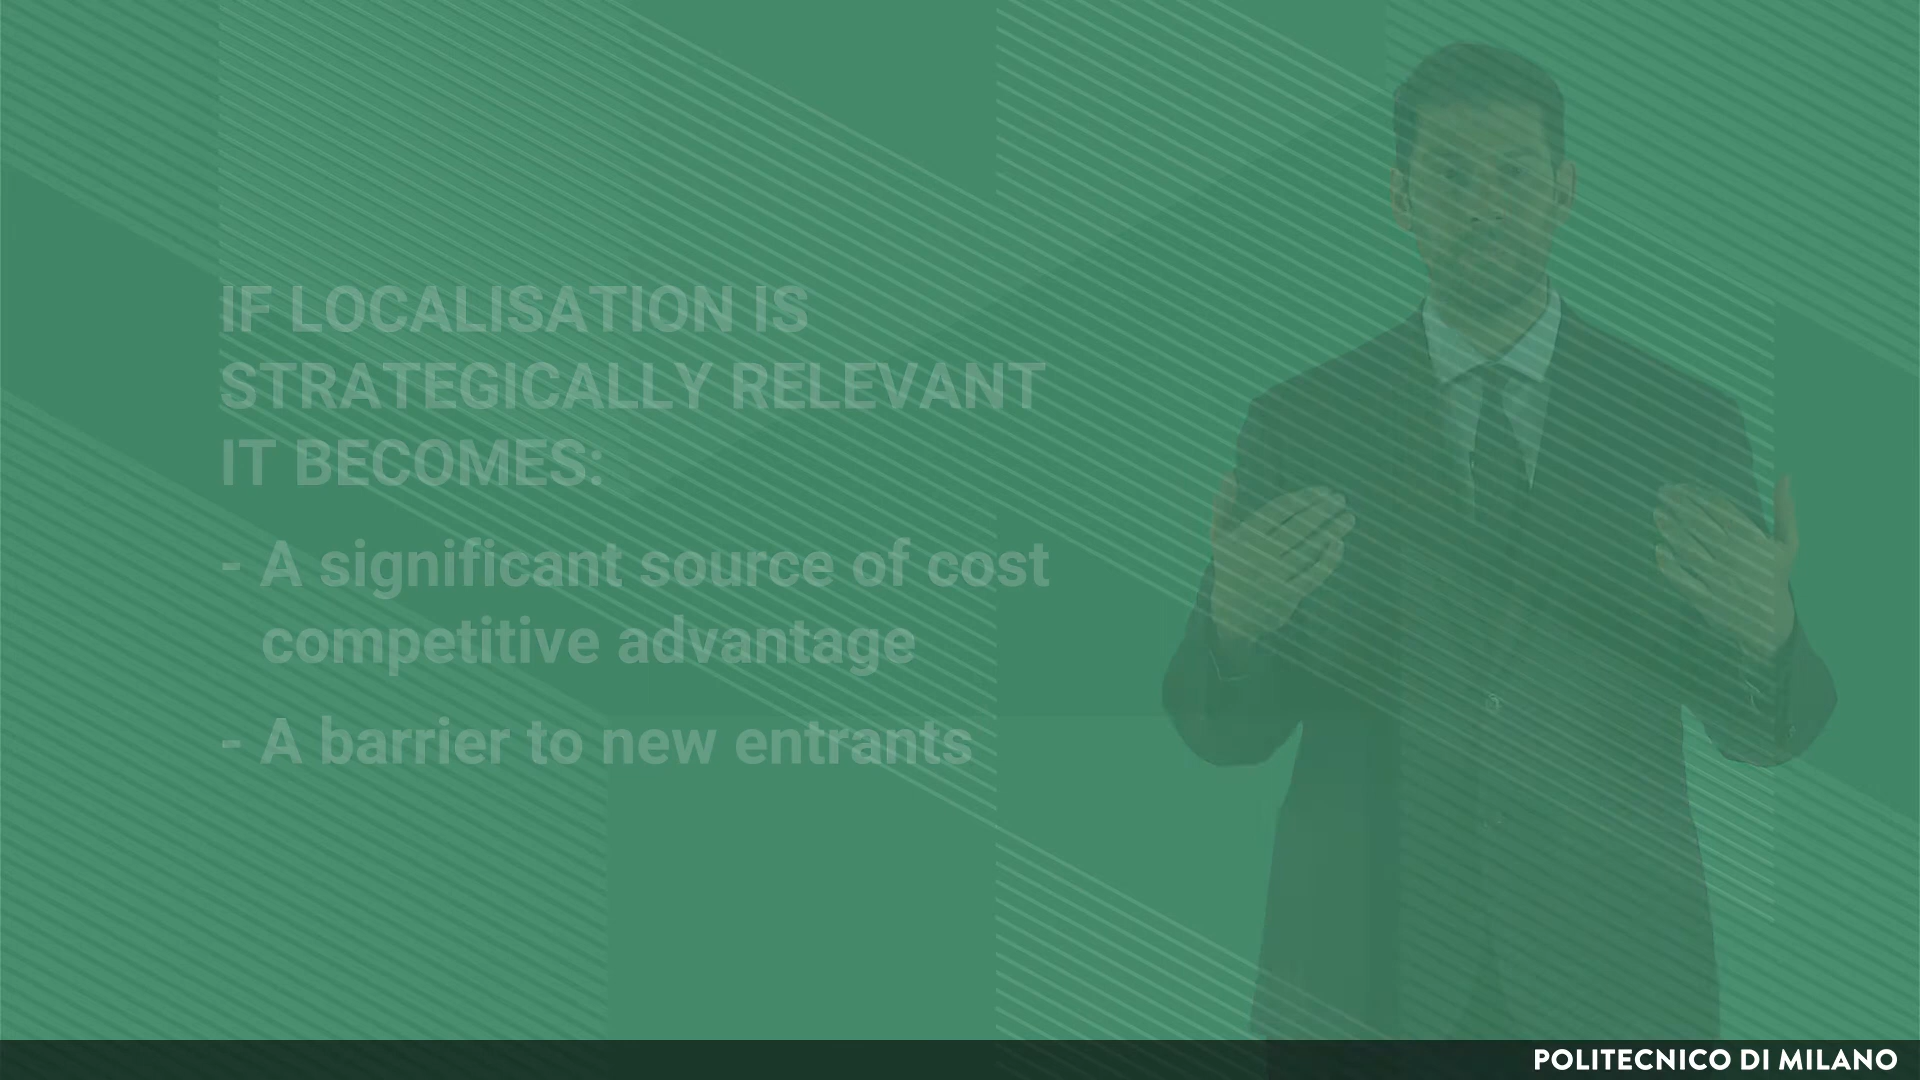 IF LOCALISATION IS
STRATEGICALLY RELEVANT
IT BECOMES:
- A significant source of cost
competitive advantage
- A barrier to new entrants
POLITECNICO DI MILANO